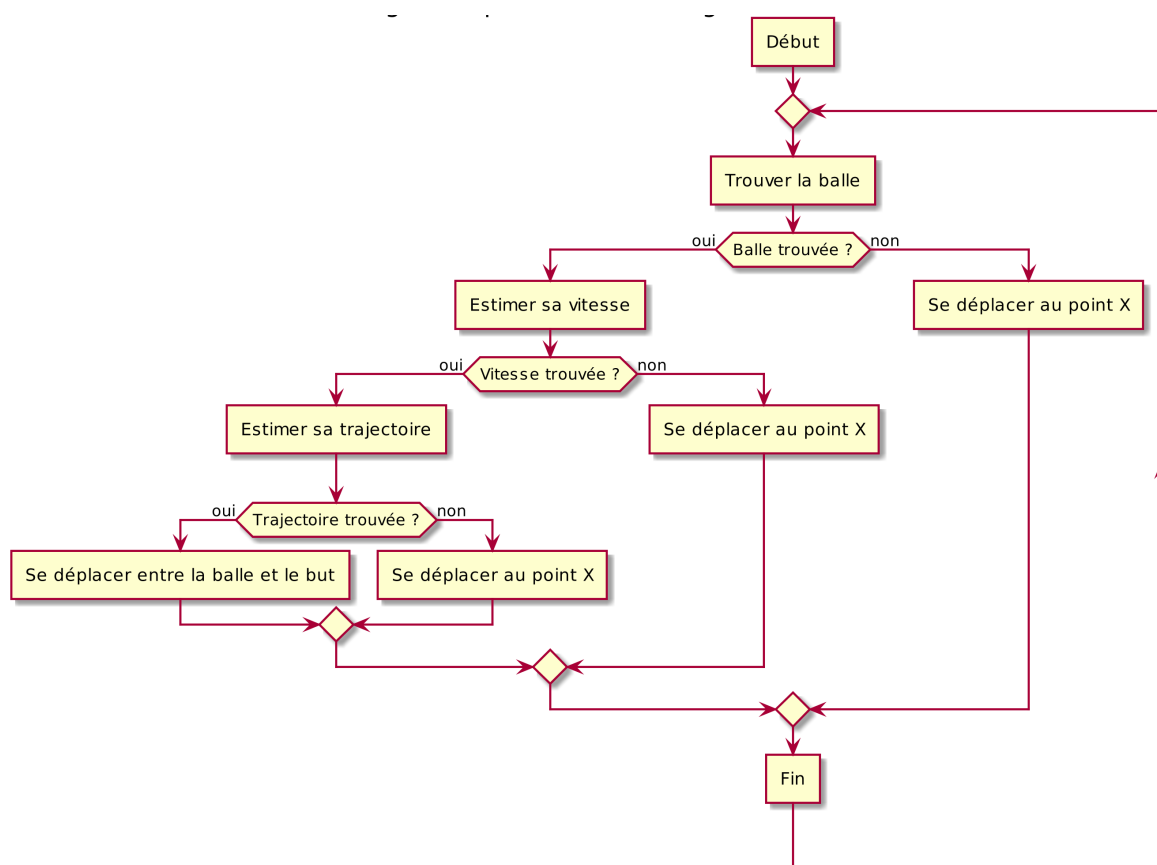 Début
Trouver la balle
oui
Balle trouvée ?
non
Estimer sa vitesse
Se déplacer au point X
oui
Vitesse trouvée ?
non
Estimer sa trajectoire
Se déplacer au point X
oui
Trajectoire trouvée ?
non
Se déplacer entre la balle et le but
Se déplacer au point X
Fin